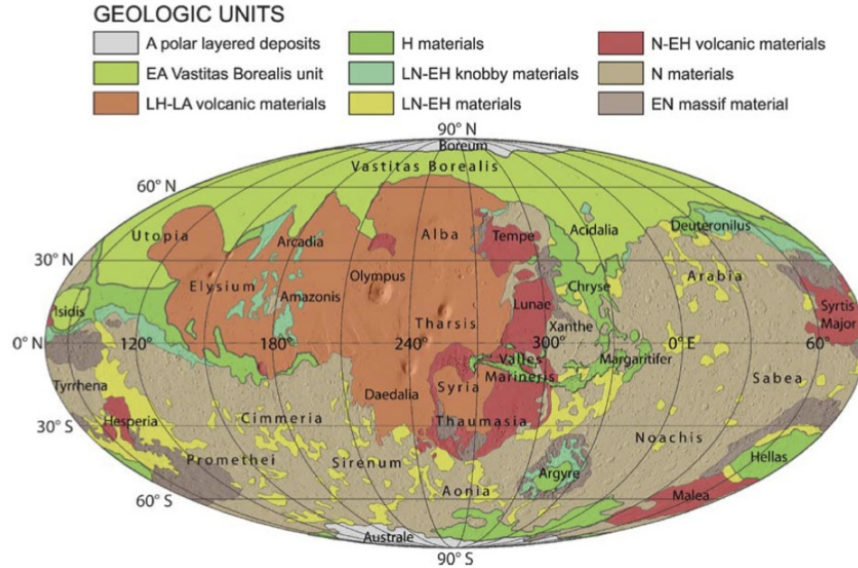 GEOLOGIC UNITS
A polar layered deposits
H materials
N-EH volcanic materials
EA Vastitas Borealis unit
LN-EH knobby materials
N materials
LH-LA volcanic materials
LN-EH materials
EN massif material
90° N
Boreum
Vastitas Borealis
60° N
Utopia
Arcadia
Alba
Tempe
Acidalia
Deuteronilus
30° N
Elysium
Olympus
Amazonis
Chryse
Arabia
Isidis
Tharsis
Lunae
Xanthe
Syrtis
Major
0° N
120°
180°
240°
300°
0° E
60°
Valles
Marineris
Margaritifer
Tyrrhena
Daedalia
Syria
Sabea
Hesperia
Cimmeria
Thaumasia
30° S
Noachis
Promethei
Sirenum
Argyre
Hellas
Aonia
Malea
60° S
Australe
90° S